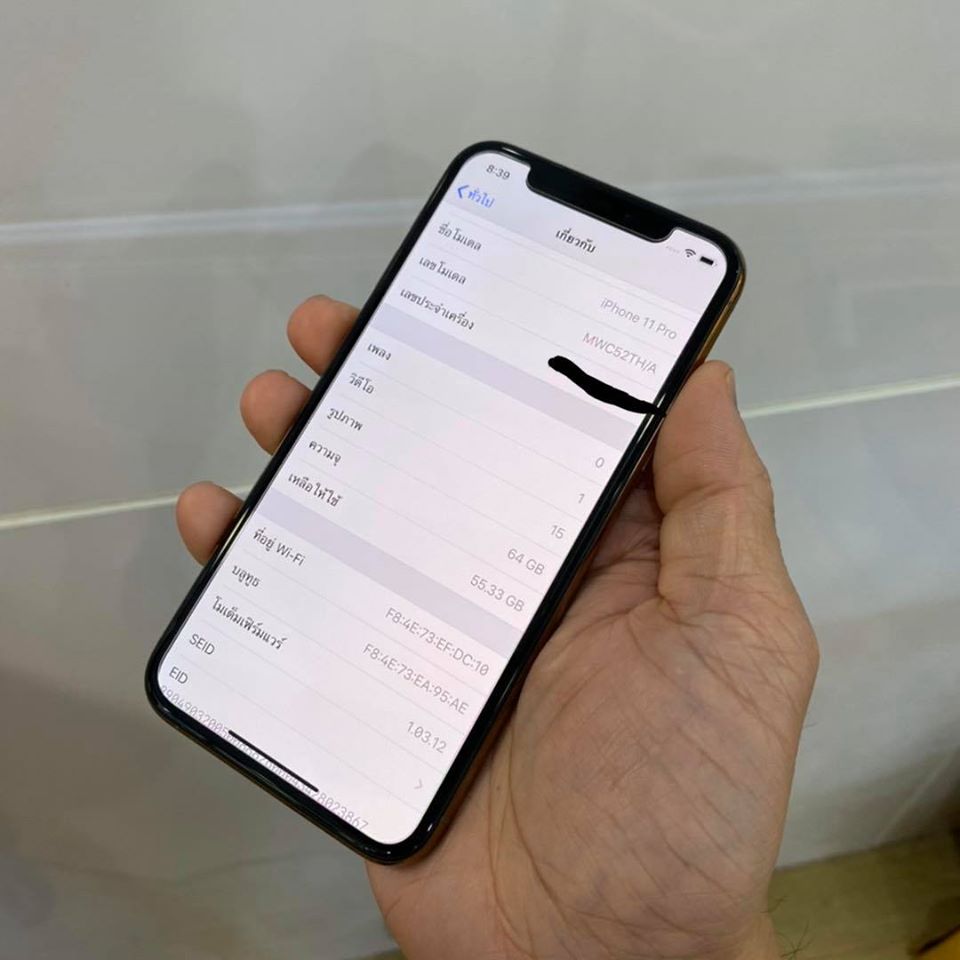 8:39
ทั่วไป
เกี่ยวกับ
ชื่อโมเดล iPhone 11 Pro
เลขโมเดล MWC52TH/A
เลขประจำเครื่อง
เพลง 0
วิดีโอ 1
รูปภาพ 15
ความจุ 64 GB
เหลือให้ใช้ 55.33 GB
ที่อยู่ Wi-Fi F8:4E:73:EF:DC:10
บลูทูธ F8:4E:73:EA:95:AE
โมเด็มเฟิร์มแวร์ 1.03.12
SEID
EID